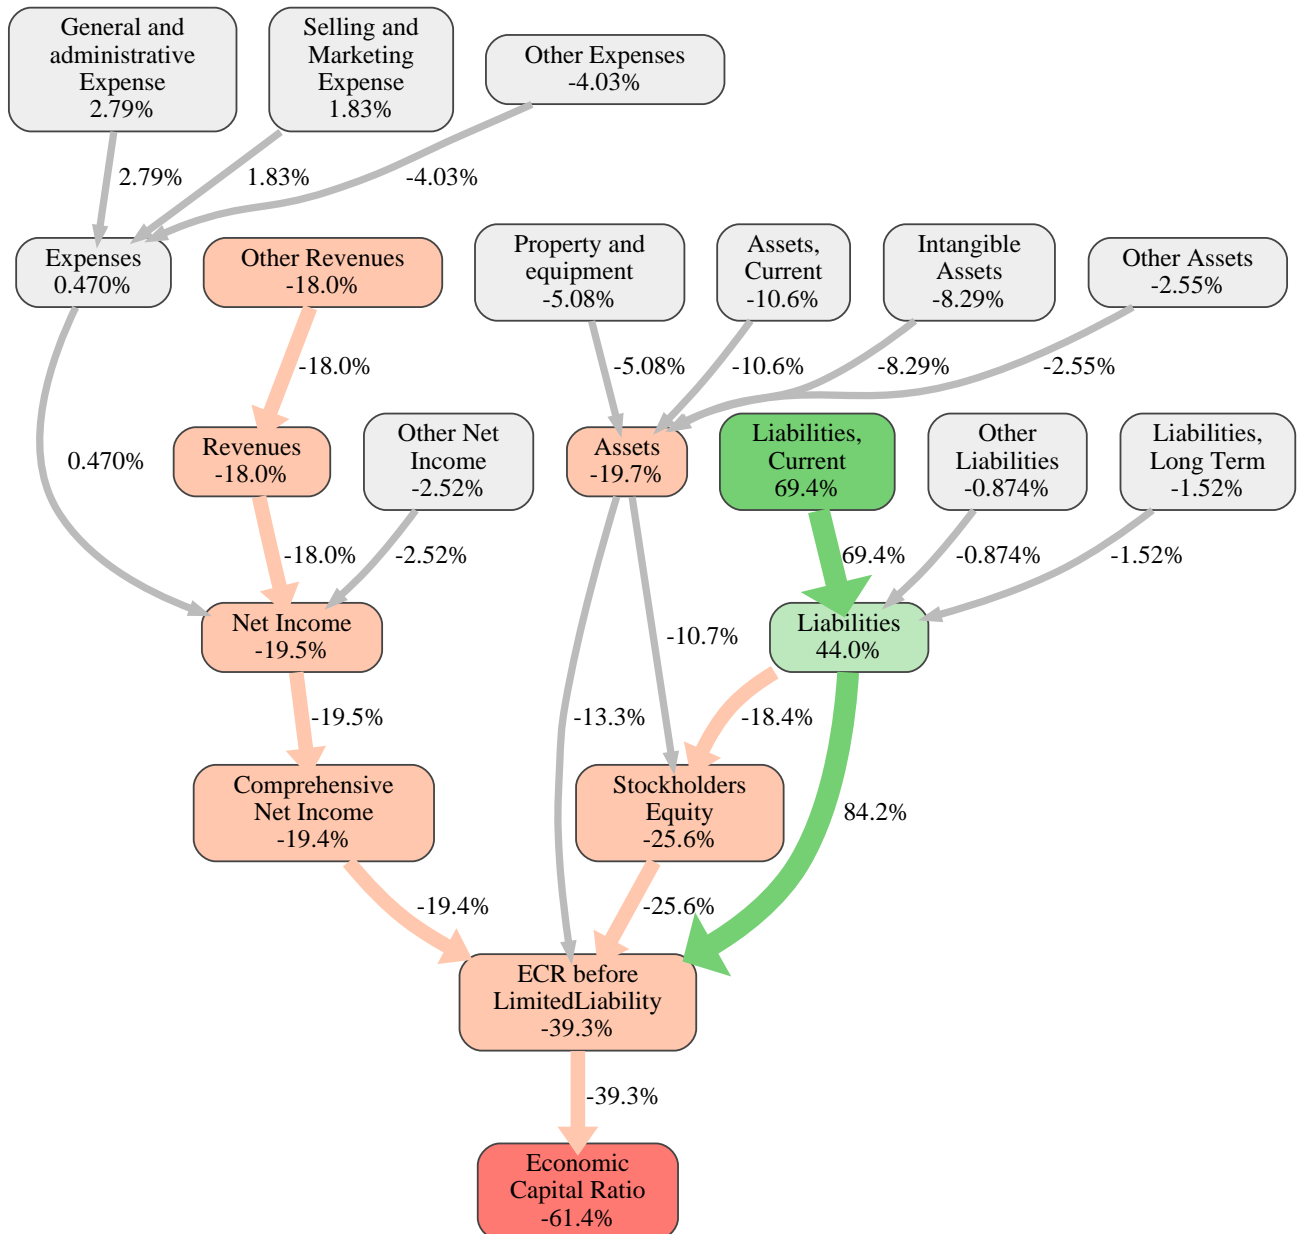 General and
administrative
Expense
2.79%
Selling and
Marketing
Expense
1.83%
Other Expenses
-4.03%
2.79%
1.83%
-4.03%
Expenses
0.470%
Other Revenues
-18.0%
Property and
equipment
-5.08%
Assets,
Current
-10.6%
Intangible
Assets
-8.29%
Other Assets
-2.55%
-18.0%
-5.08%
-10.6%
-8.29%
-2.55%
0.470%
Revenues
-18.0%
Other Net
Income
-2.52%
Assets
-19.7%
Liabilities,
Current
69.4%
Other
Liabilities
-0.874%
Liabilities,
Long Term
-1.52%
-18.0%
-2.52%
69.4%
-0.874%
-1.52%
Net Income
-19.5%
-10.7%
Liabilities
44.0%
-19.5%
-13.3%
-18.4%
Comprehensive
Net Income
-19.4%
Stockholders
Equity
-25.6%
84.2%
-19.4%
-25.6%
ECR before
LimitedLiability
-39.3%
-39.3%
Economic
Capital Ratio
-61.4%